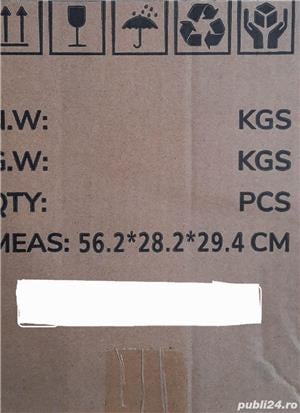 N.W: KGS
G.W: KGS
QTY: PCS
MEAS: 56.2*28.2*29.4 CM
publi24.ro